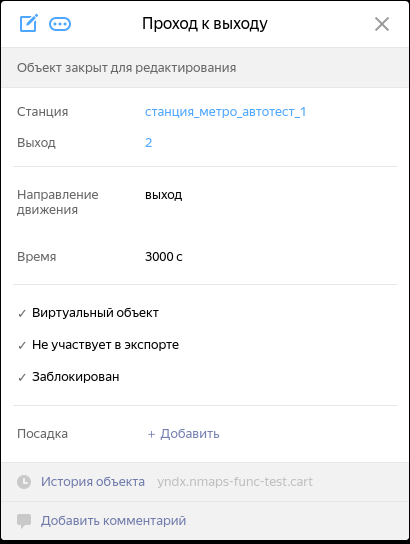 Проход к выходу
Объект закрыт для редактирования
Станция станция_метро_автотест_1
Выход 2
Направление движения выход
Время 3000 с
✓ Виртуальный объект
✓ Не участвует в экспорте
✓ Заблокирован
Посадка + Добавить
История объекта yndx.nmaps-func-test.cart
Добавить комментарий